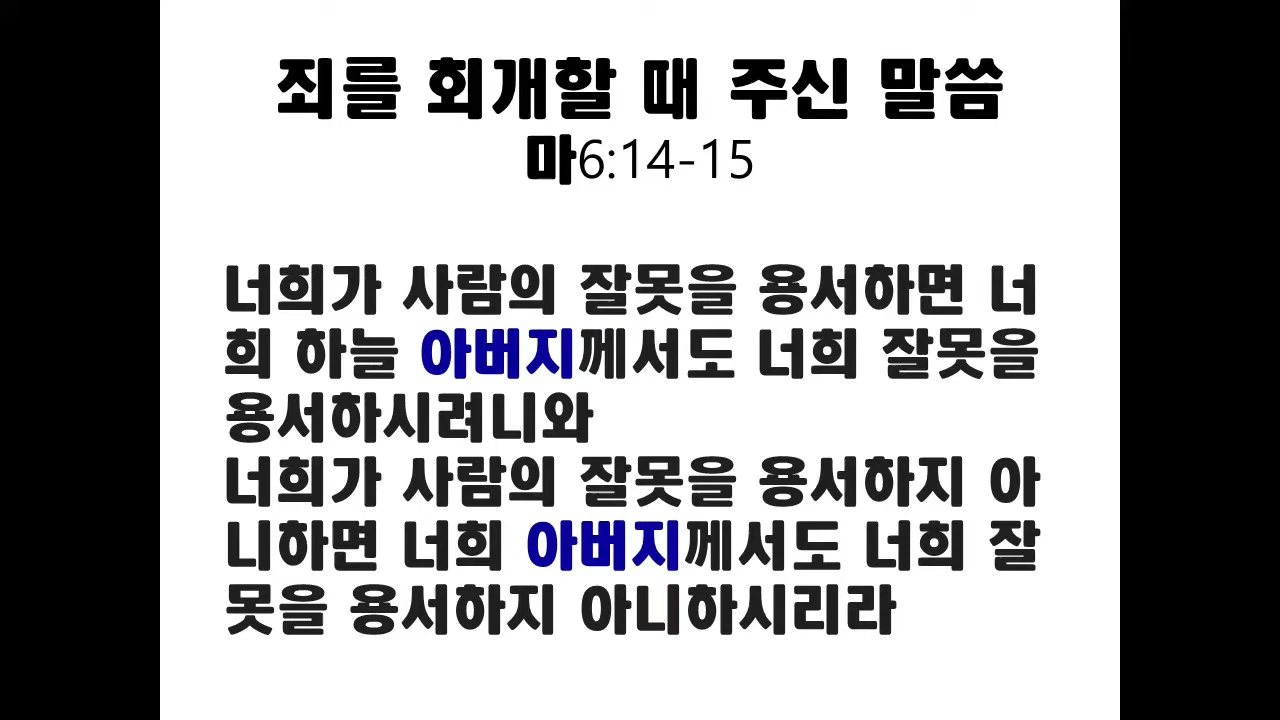 죄를 회개할 때 주신 말씀
마6:14-15
너희가 사람의 잘못을 용서하면 너
희 하늘 아버지께서도 너희 잘못을
용서하시려니와
너희가 사람의 잘못을 용서하지 아
니하면 너희 아버지께서도 너희 잘
못을 용서하지 아니하시리라